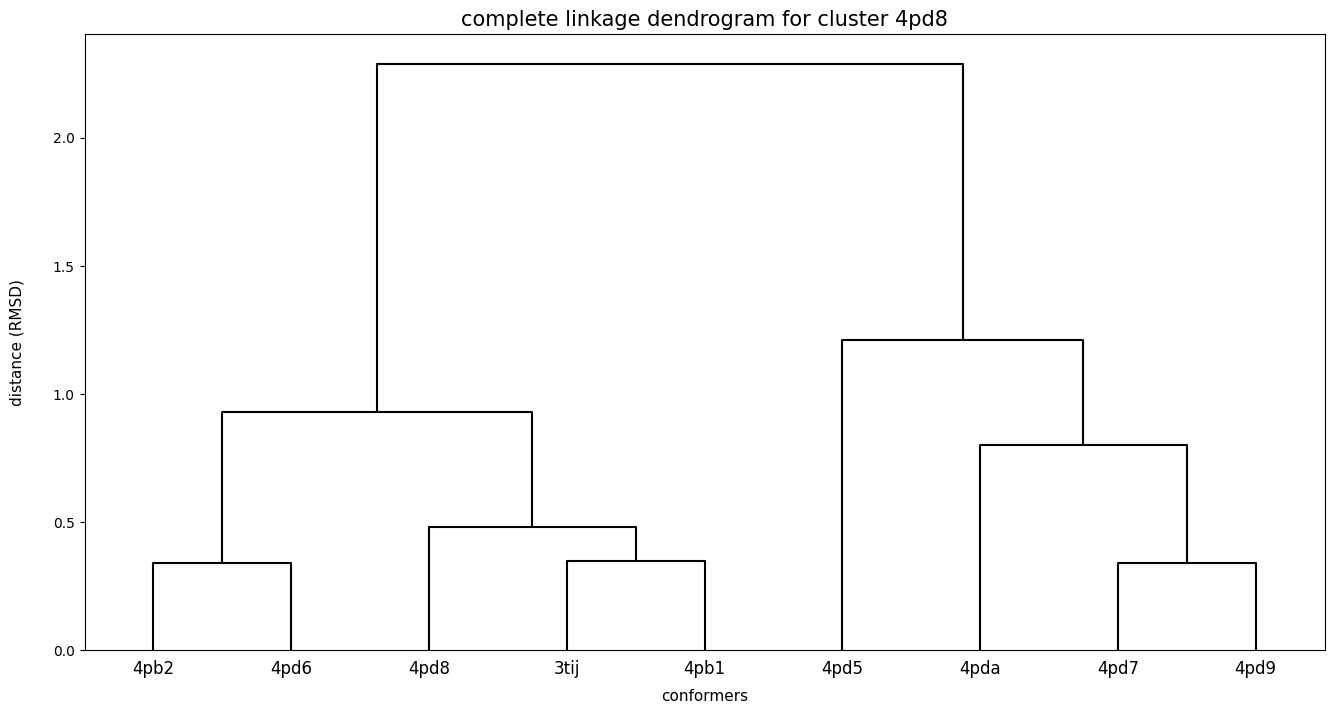 complete linkage dendrogram for cluster 4pd8
distance (RMSD)
2.0
1.5
1.0
0.5
0.0
4pb2 4pd6 4pd8 3tij 4pb1 4pd5 4pda 4pd7 4pd9
conformers